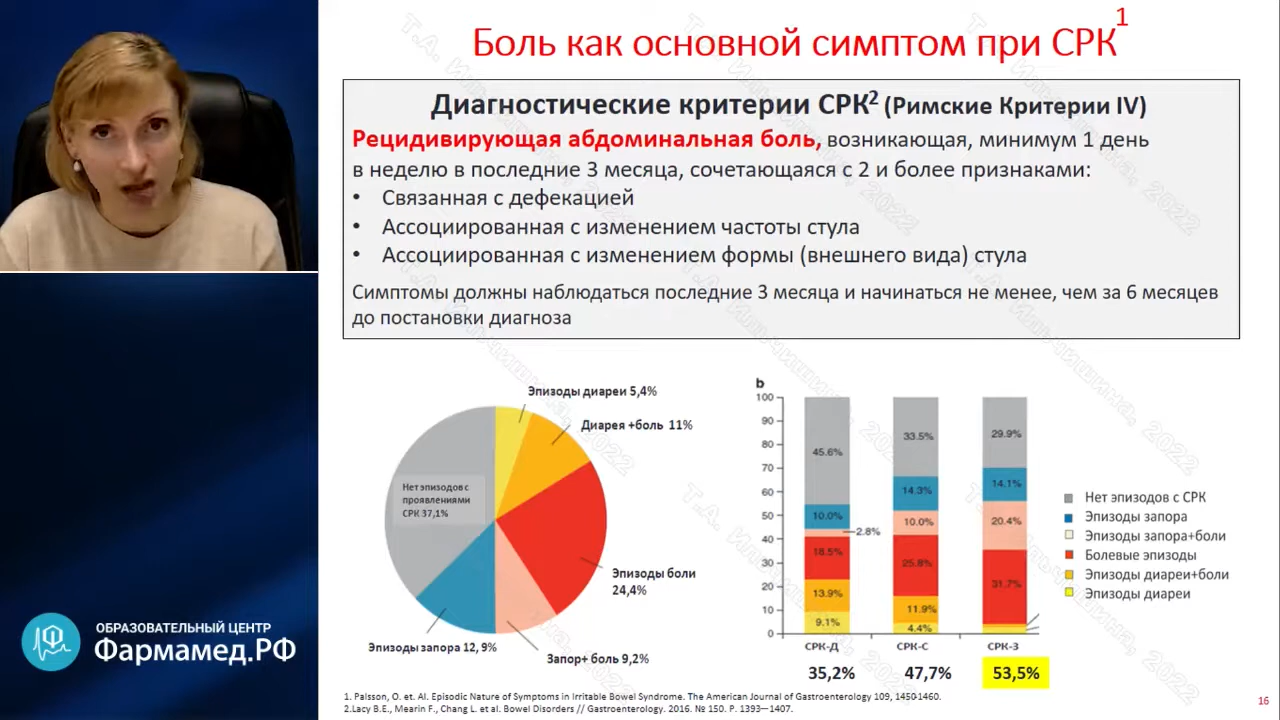 Боль как основной симптом при СРК1
Диагностические критерии СРК2 (Римские Критерии IV)
Рецидивирующая абдоминальная боль, возникающая, минимум 1 день
в неделю в последние 3 месяца, сочетающаяся с 2 и более признаками:
• Связанная с дефекацией
• Ассоциированная с изменением частоты стула
• Ассоциированная с изменением формы (внешнего вида) стула
Симптомы должны наблюдаться последние 3 месяца и начинаться не менее, чем за 6 месяцев
до постановки диагноза
Эпизоды диареи 5,4%
Диарея +боль 11%
Нет эпизодов с
проявлениями
СРК 37,1%
Эпизоды боли
24,4%
Эпизоды запора 12, 9%
Запор+ боль 9,2%
b
100
90
80
70
60
50
40
30
20
10
0
45.6%
10.0%
2.8%
18.5%
13.9%
9.1%
33.5%
14.3%
10.0%
25.8%
11.9%
4.4%
29.9%
14.1%
20.4%
31.7%
СРК-Д
СРК-С
СРК-З
35,2%
47,7%
53,5%
Нет эпизодов с СРК
Эпизоды запора
Эпизоды запора+боли
Болевые эпизоды
Эпизоды диареи+боли
Эпизоды диареи
ОБРАЗОВАТЕЛЬНЫЙ ЦЕНТР
Фармамед.РФ
1. Palsson, O. et. Al. Episodic Nature of Symptoms in Irritable Bowel Syndrome. The American Journal of Gastroenterology 109, 1450-1460.
2.Lacy B.E., Mearin F., Chang L. et al. Bowel Disorders // Gastroenterology. 2016. № 150. P. 1393—1407.
16
Т.А. Ильчишина, 2022